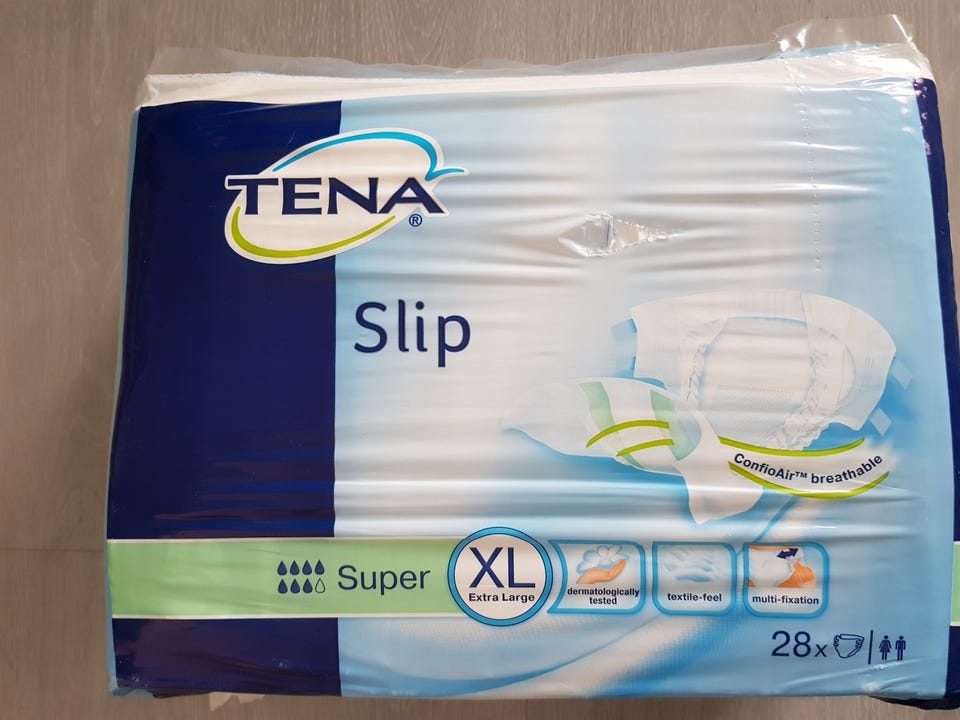 TENA®
Slip
ConfioAir™ breathable
Super
XL
Extra Large
dermatologically
tested
textile-feel
multi-fixation
28x